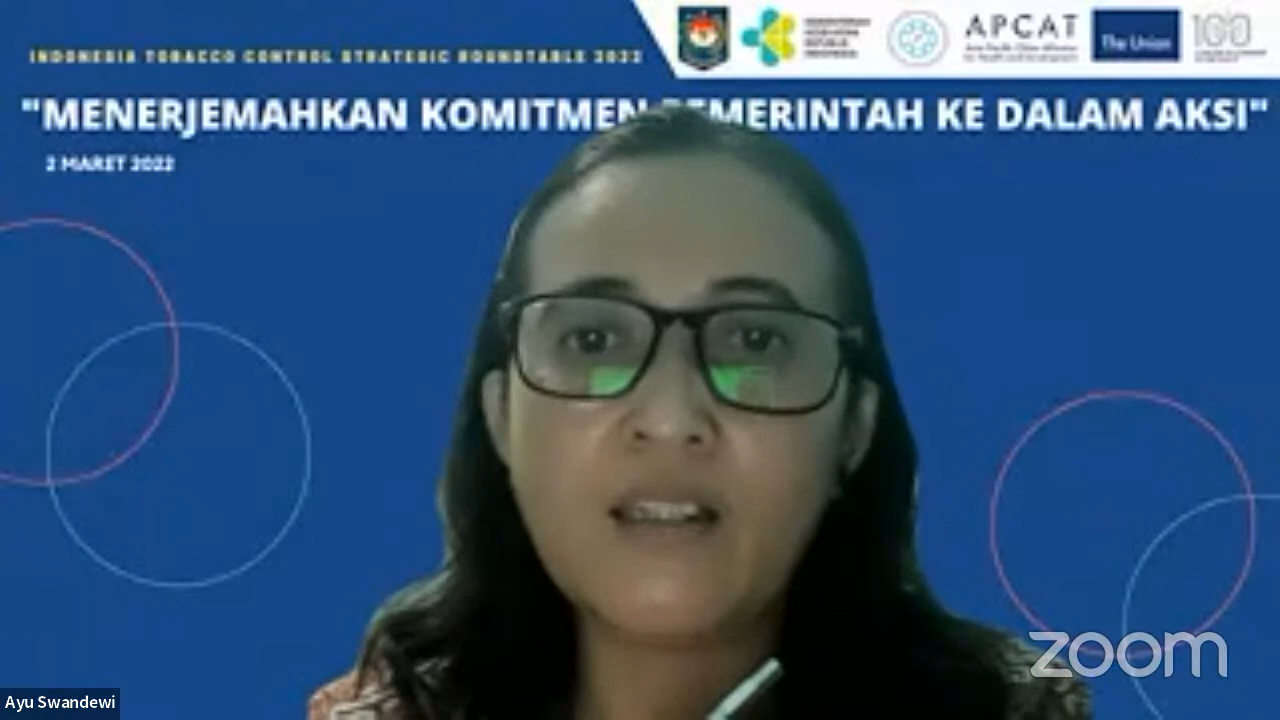 INDONESIA TOBACCO CONTROL STRATEGIC ROUNDTABLE 2022
APCAT
The Union
100
"MENERJEMAHKAN KOMITMEN PEMERINTAH KE DALAM AKSI"
2 MARET 2022
zoom
Ayu Swandewi